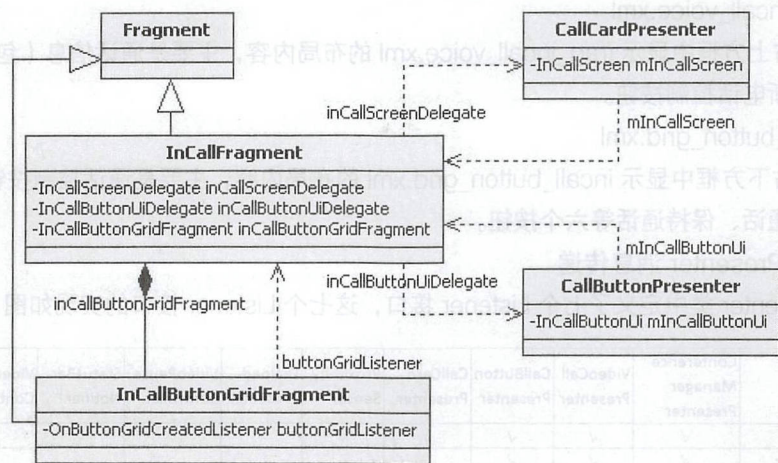 Fragment
CallCardPresenter
-InCallScreen mInCallScreen
inCallScreenDelegate
mInCallScreen
InCallFragment
-InCallScreenDelegate inCallScreenDelegate
-InCallButtonUiDelegate inCallButtonUiDelegate
-InCallButtonGridFragment inCallButtonGridFragment
mInCallButtonUi
inCallButtonUiDelegate
CallButtonPresenter
-InCallButtonUi mInCallButtonUi
inCallButtonGridFragment
buttonGridListener
InCallButtonGridFragment
-OnButtonGridCreatedListener buttonGridListener